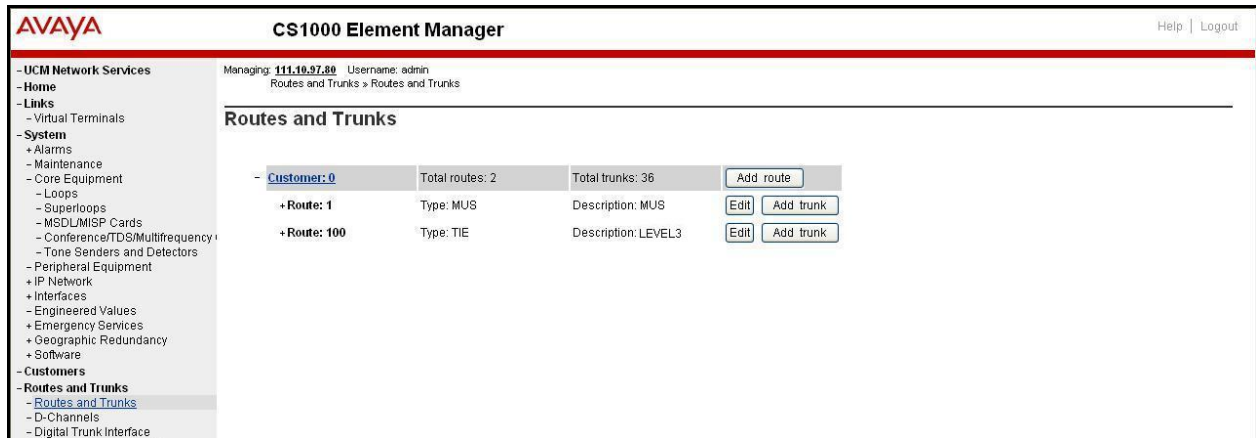 AVAYA CS1000 Element Manager Help | Logout
- UCM Network Services
- Home
- Links
- Virtual Terminals
- System
+ Alarms
- Maintenance
- Core Equipment
- Loops
- Superloops
- MSDL/MISP Cards
- Conference/TDS/Multifrequency
- Tone Senders and Detectors
- Peripheral Equipment
+ IP Network
+ Interfaces
- Engineered Values
+ Emergency Services
+ Geographic Redundancy
+ Software
- Customers
- Routes and Trunks
- Routes and Trunks
- D-Channels
- Digital Trunk Interface
Managing: 111.10.97.80 Username: admin
Routes and Trunks » Routes and Trunks
Routes and Trunks
- Customer: 0 Total routes: 2 Total trunks: 36 Add route
+ Route: 1 Type: MUS Description: MUS Edit Add trunk
+ Route: 100 Type: TIE Description: LEVEL3 Edit Add trunk